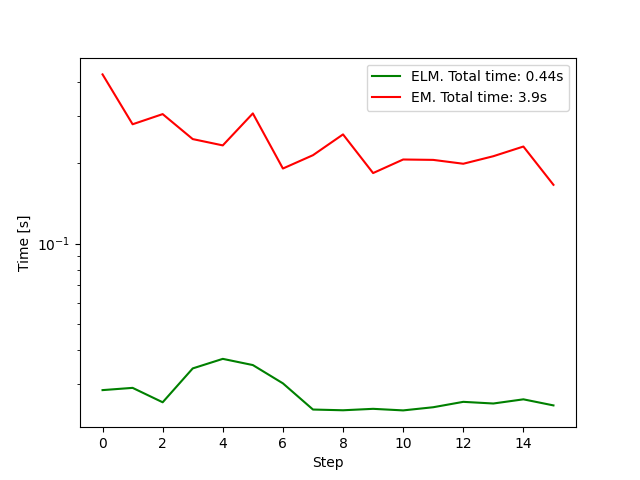 ELM. Total time: 0.44s
EM. Total time: 3.9s
Time [s]
10⁻¹
0 2 4 6 8 10 12 14
Step